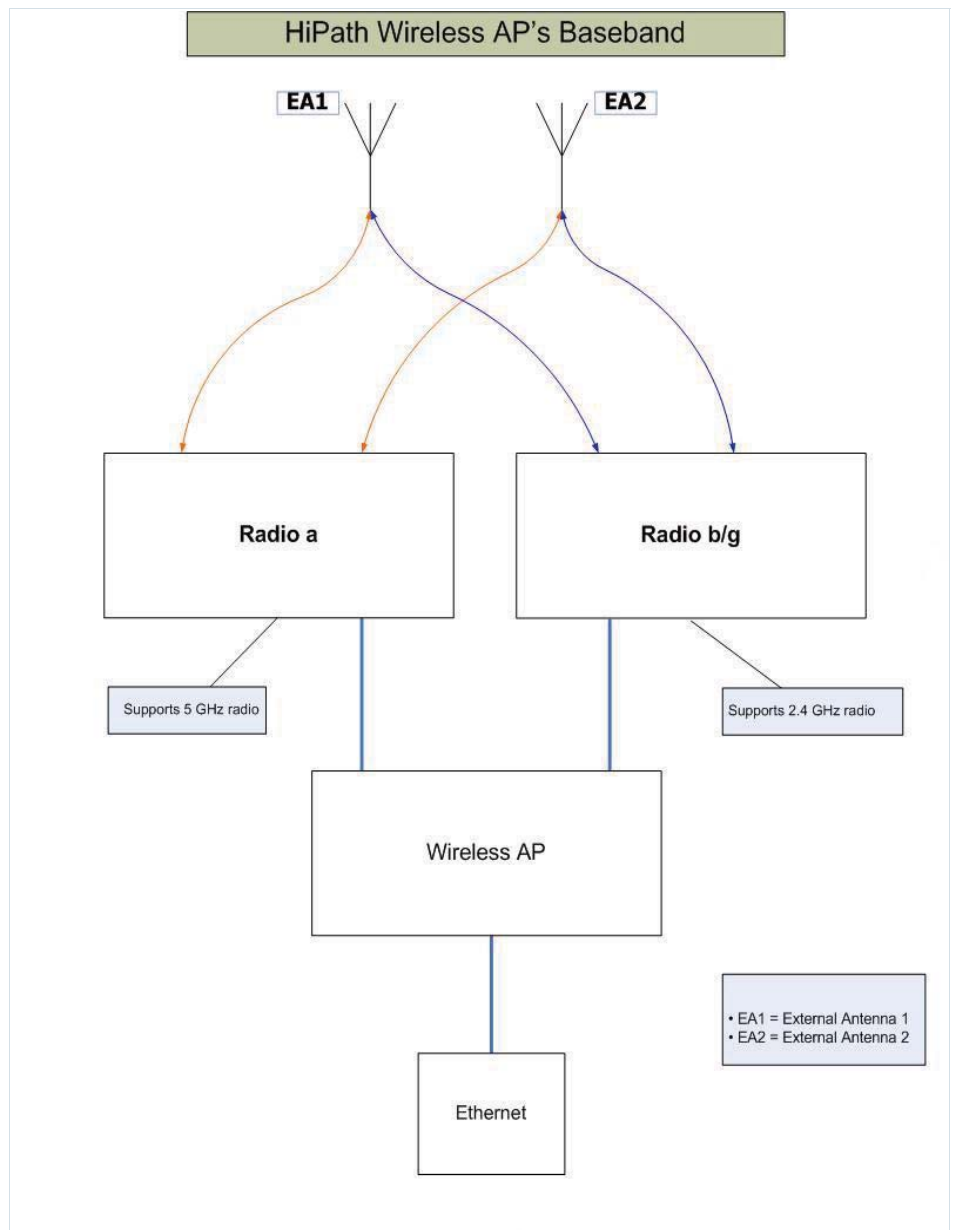 HiPath Wireless AP's Baseband
EA1
EA2
Radio a
Radio b/g
Supports 5 GHz radio
Supports 2.4 GHz radio
Wireless AP
• EA1 = External Antenna 1
• EA2 = External Antenna 2
Ethernet